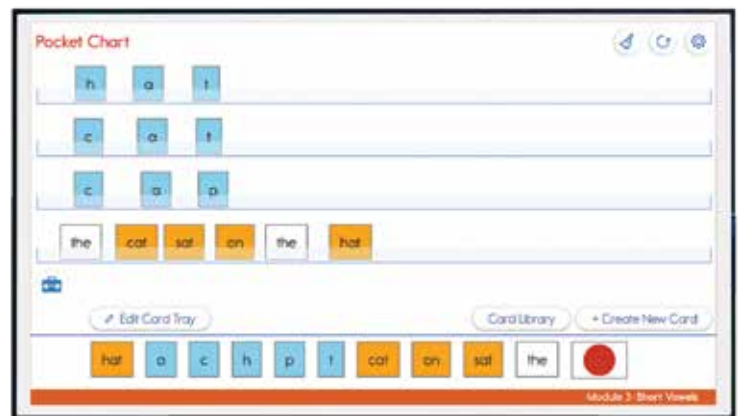 Pocket Chart
h a t
c a t
c a p
the cat sat on the hat
Edit Card Tray
Card Library
+ Create New Card
hat a c h p t cat on sat the
Module 3: Short Vowels